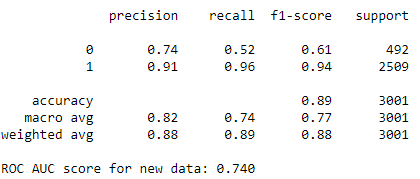 precision recall f1-score support
0 0.74 0.52 0.61 492
1 0.91 0.96 0.94 2509
accuracy 0.89 3001
macro avg 0.82 0.74 0.77 3001
weighted avg 0.88 0.89 0.88 3001
ROC AUC score for new data: 0.740